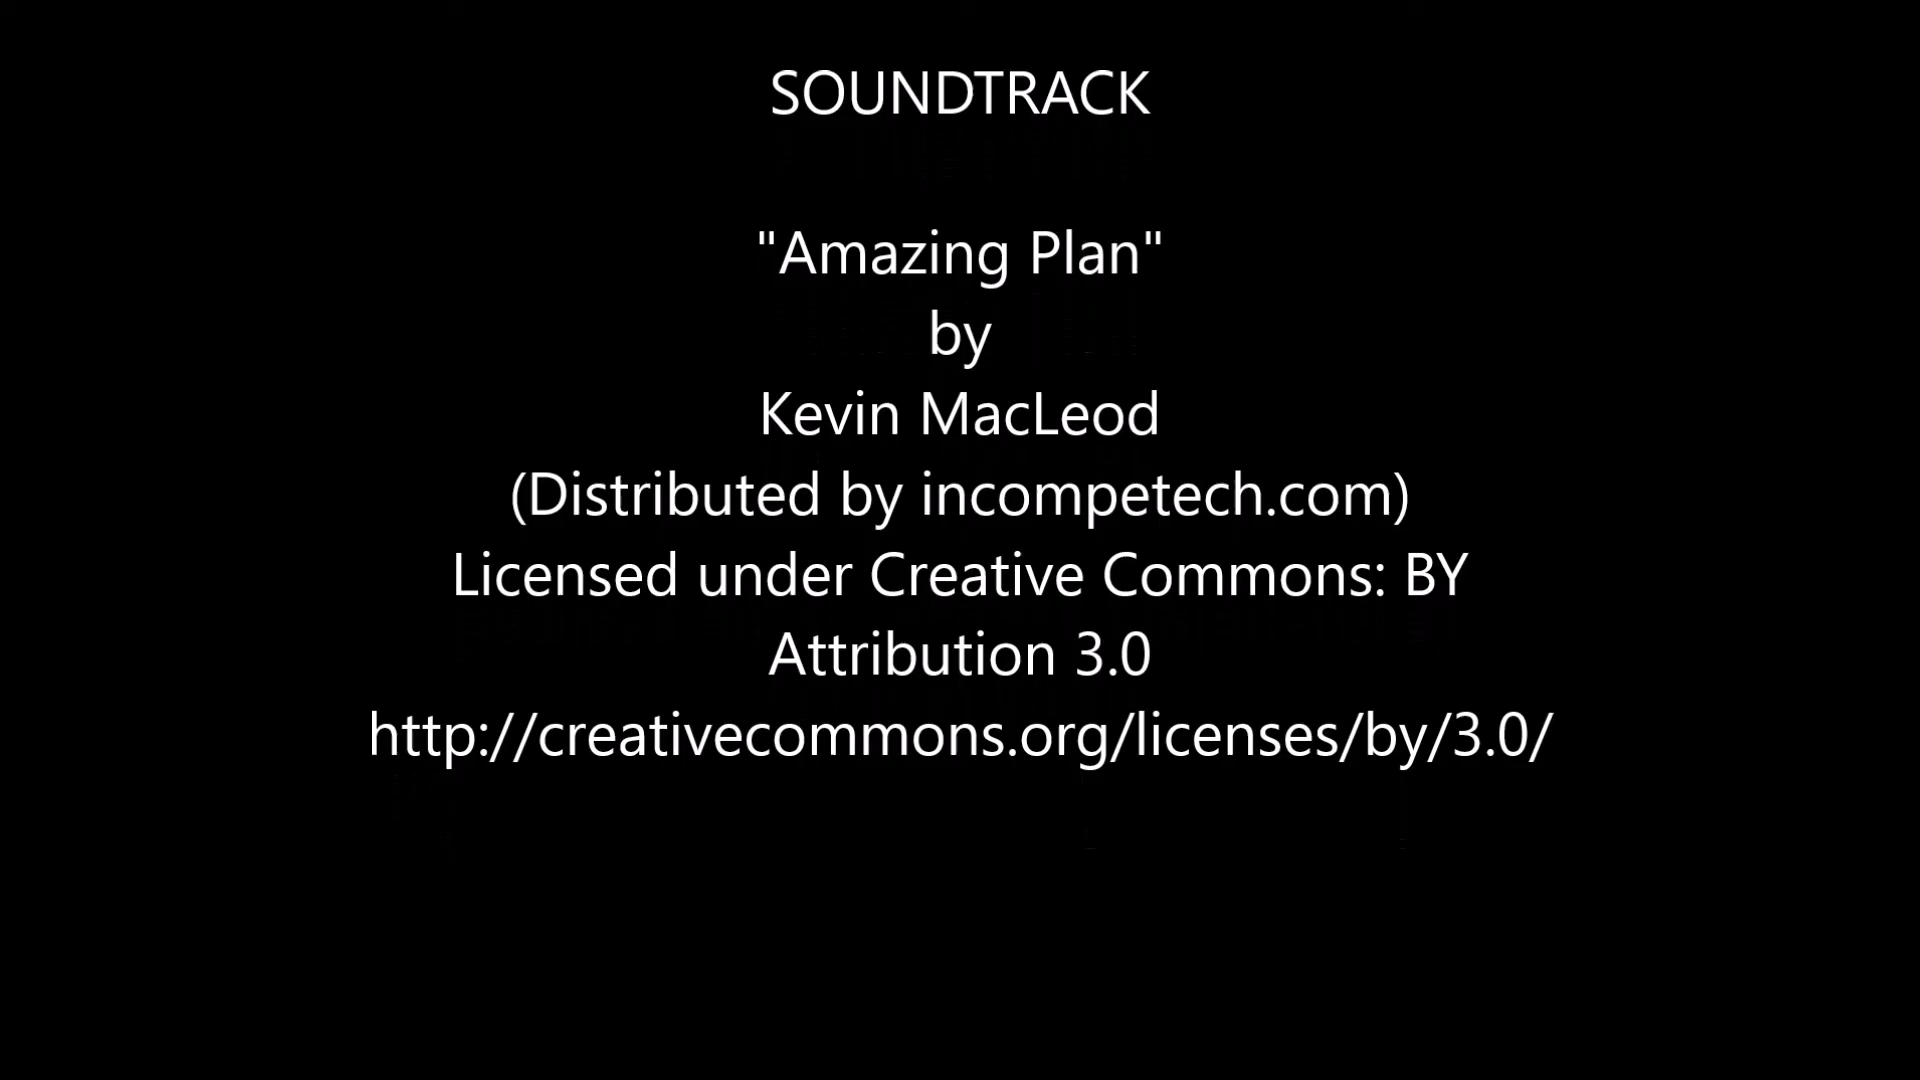 SOUNDTRACK
"Amazing Plan"
by
Kevin MacLeod
(Distributed by incompetech.com)
Licensed under Creative Commons: BY
Attribution 3.0
http://creativecommons.org/licenses/by/3.0/